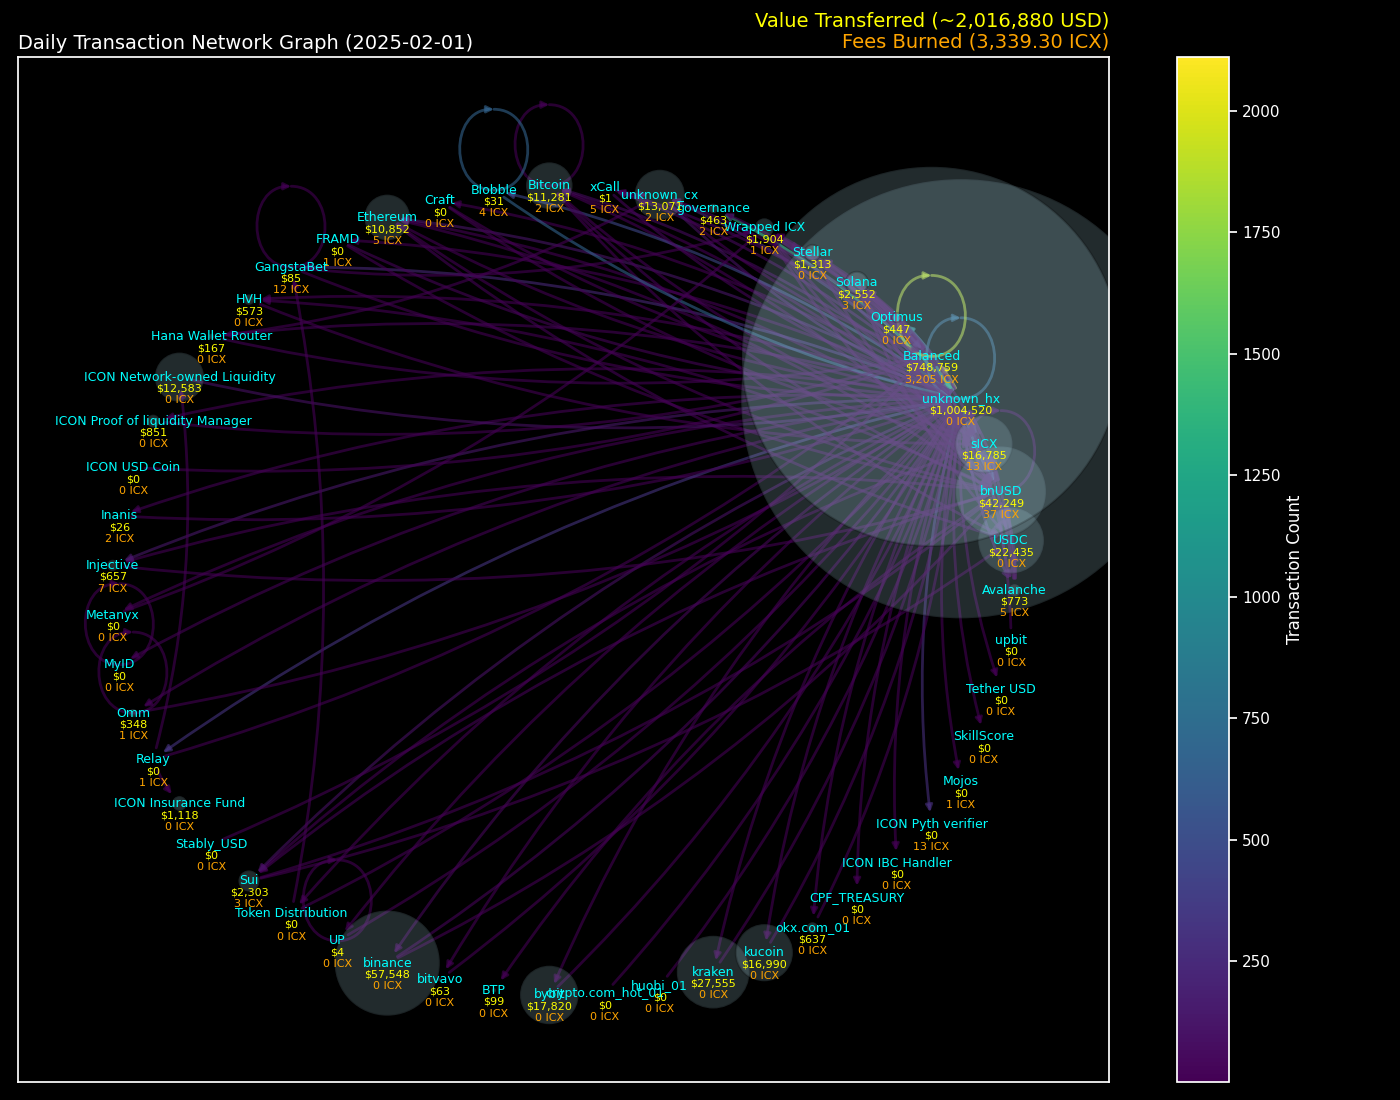 Value Transferred (~2,016,880 USD)
Daily Transaction Network Graph (2025-02-01)
Fees Burned (3,339.30 ICX)
Blobble
$31
4 ICX
Bitcoin
$11,281
2 ICX
xCall
$1
5 ICX
unknown_cx
$13,071
2 ICX
governance
$463
2 ICX
Wrapped ICX
$1,904
1 ICX
Stellar
$1,313
0 ICX
Solana
$2,552
3 ICX
Optimus
$447
0 ICX
Balanced
$748,759
3,205 ICX
unknown_hx
$1,004,520
0 ICX
sICX
$16,785
13 ICX
bnUSD
$42,249
37 ICX
USDC
$22,435
0 ICX
Avalanche
$773
5 ICX
upbit
$0
0 ICX
Tether USD
$0
0 ICX
SkillScore
$0
0 ICX
Mojos
$0
1 ICX
ICON Pyth verifier
$0
13 ICX
ICON IBC Handler
$0
0 ICX
CPF_TREASURY
$0
0 ICX
okx.com_01
$637
0 ICX
kucoin
$16,990
0 ICX
kraken
$27,555
0 ICX
huobi_01
$0
0 ICX
crypto.com_hot_01
$0
0 ICX
bybit
$17,820
0 ICX
BTP
$99
0 ICX
bitvavo
$63
0 ICX
binance
$57,548
0 ICX
UP
$4
0 ICX
Token Distribution
$0
0 ICX
Sui
$2,303
3 ICX
Stably_USD
$0
0 ICX
ICON Insurance Fund
$1,118
0 ICX
Relay
$0
1 ICX
Omm
$348
1 ICX
MyID
$0
0 ICX
Metanyx
$0
0 ICX
Injective
$657
7 ICX
Inanis
$26
2 ICX
ICON USD Coin
$0
0 ICX
ICON Proof of liquidity Manager
$851
0 ICX
ICON Network-owned Liquidity
$12,583
0 ICX
Hana Wallet Router
$167
0 ICX
HVH
$573
0 ICX
GangstaBet
$85
12 ICX
FRAMD
$0
1 ICX
Ethereum
$10,852
5 ICX
Craft
$0
0 ICX
2000
1750
1500
1250
1000
750
500
250
Transaction Count